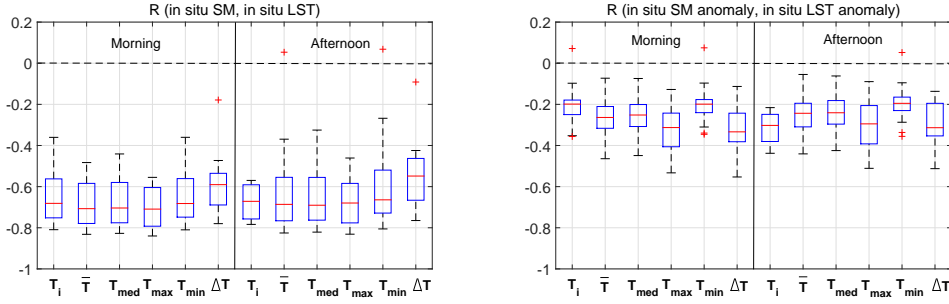 R (in situ SM, in situ LST)
Morning Afternoon
0.2
0
-0.2
-0.4
-0.6
-0.8
-1
T_i T̅ T_med T_max T_min ΔT T_i T̅ T_med T_max T_min ΔT
R (in situ SM anomaly, in situ LST anomaly)
Morning Afternoon
0.2
0
-0.2
-0.4
-0.6
-0.8
-1
T_i T̅ T_med T_max T_min ΔT T_i T̅ T_med T_max T_min ΔT